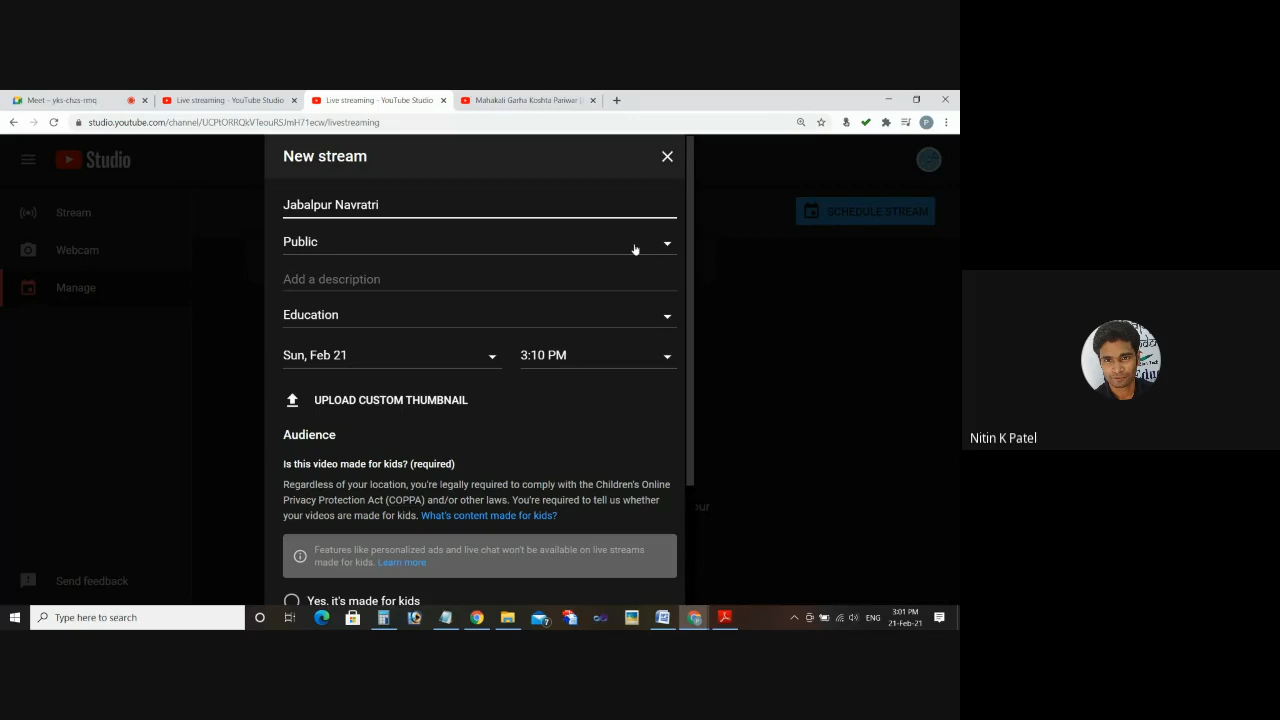 Meet – yks-chzs-rmq
Live streaming - YouTube Studio
Live streaming - YouTube Studio
Mahakali Garha Koshta Pariwar |
studio.youtube.com/channel/UCPtORRQkVTeouRSJmH71ecw/livestreaming
P
Studio
New stream
Jabalpur Navratri
Stream
SCHEDULE STREAM
Public
Webcam
Add a description
Manage
Education
Sun, Feb 21
3:10 PM
UPLOAD CUSTOM THUMBNAIL
Audience
Nitin K Patel
Is this video made for kids? (required)
Regardless of your location, you're legally required to comply with the Children's Online
Privacy Protection Act (COPPA) and/or other laws. You're required to tell us whether
your videos are made for kids. What's content made for kids?
our
Features like personalized ads and live chat won't be available on live streams
made for kids. Learn more
Send feedback
Yes, it's made for kids
Type here to search
7
ENG
3:01 PM
21-Feb-21